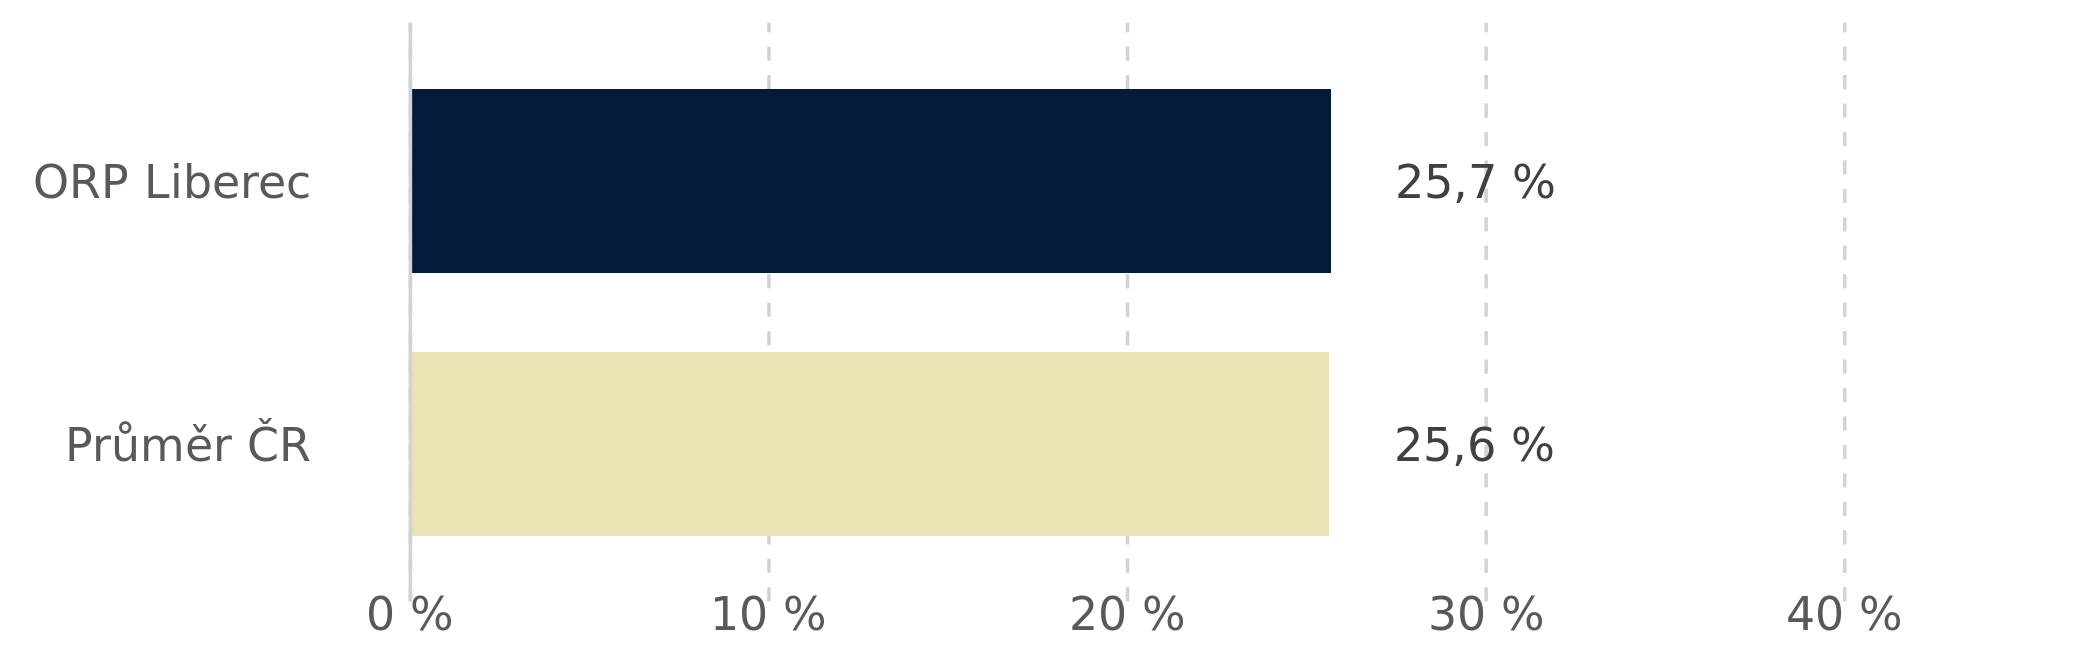 ORP Liberec 25,7 %
Průměr ČR 25,6 %
0 % 10 % 20 % 30 % 40 %